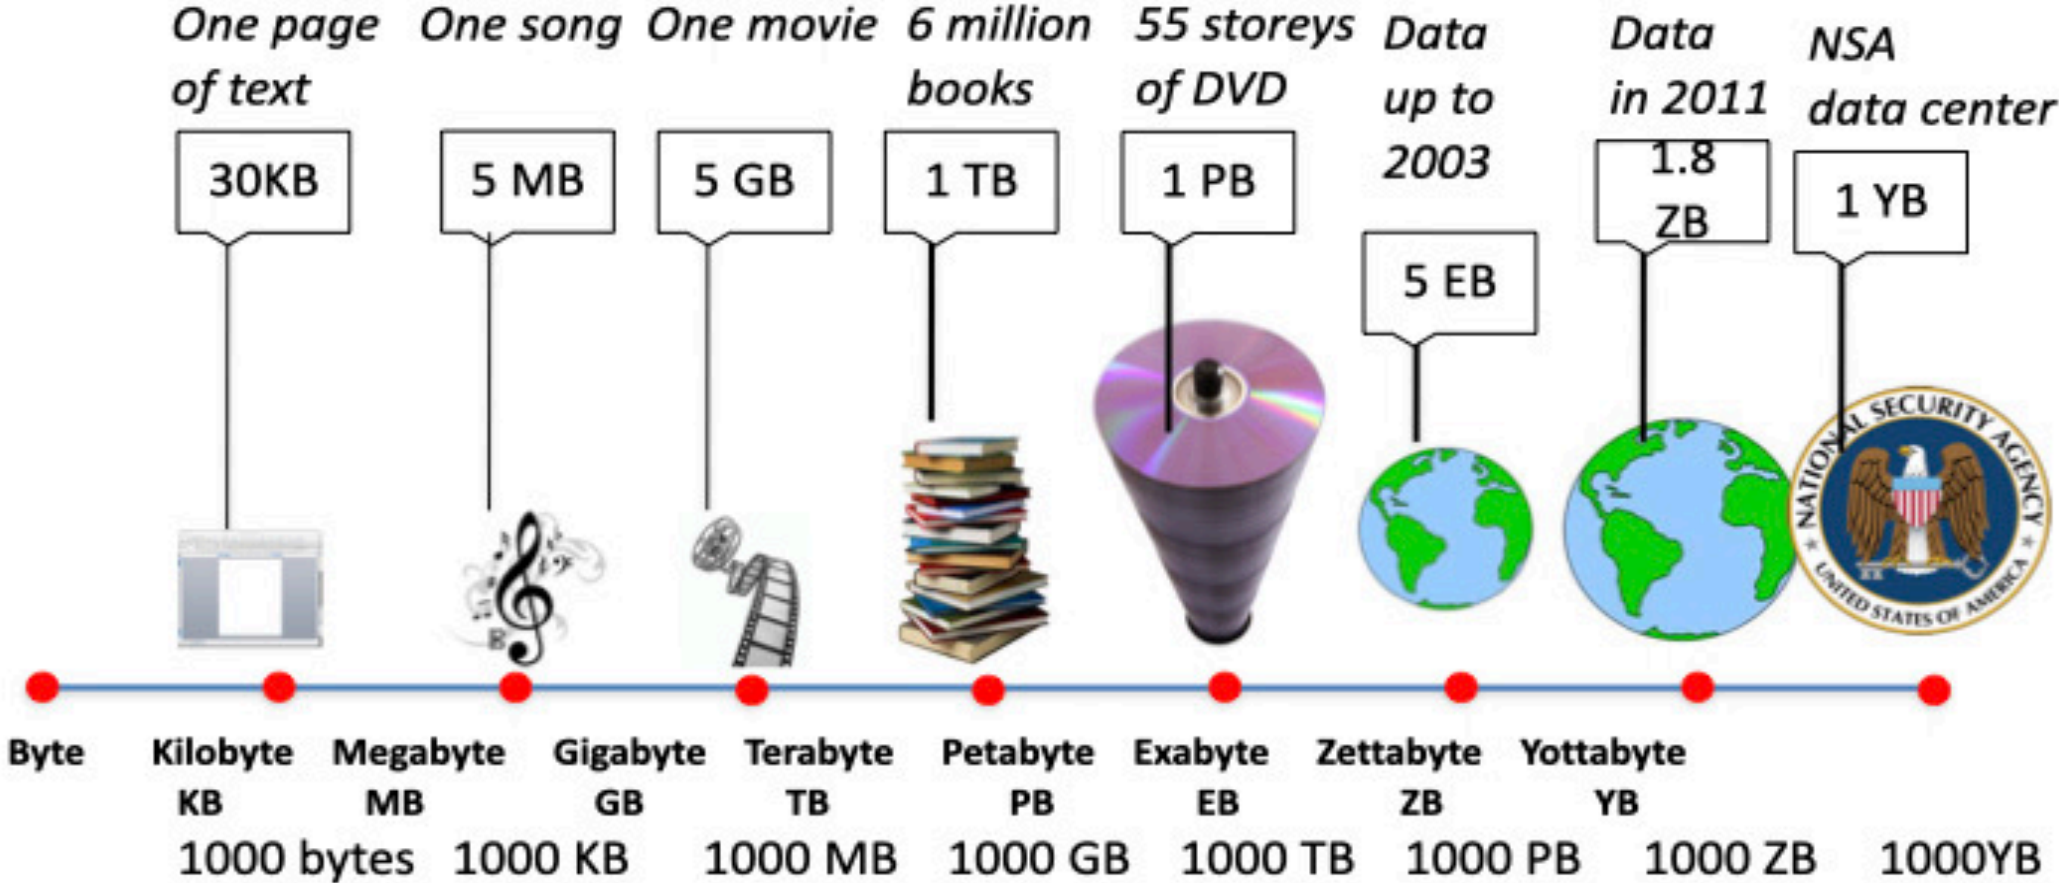 One page
of text
30KB
One song
5 MB
One movie
5 GB
6 million
books
1 TB
55 storeys
of DVD
1 PB
Data
up to
2003
5 EB
Data
in 2011
1.8
ZB
NSA
data center
1 YB
NATIONAL SECURITY AGENCY
UNITED STATES OF AMERICA
Byte Kilobyte Megabyte Gigabyte Terabyte Petabyte Exabyte Zettabyte Yottabyte
KB MB GB TB PB EB ZB YB
1000 bytes 1000 KB 1000 MB 1000 GB 1000 TB 1000 PB 1000 ZB 1000YB